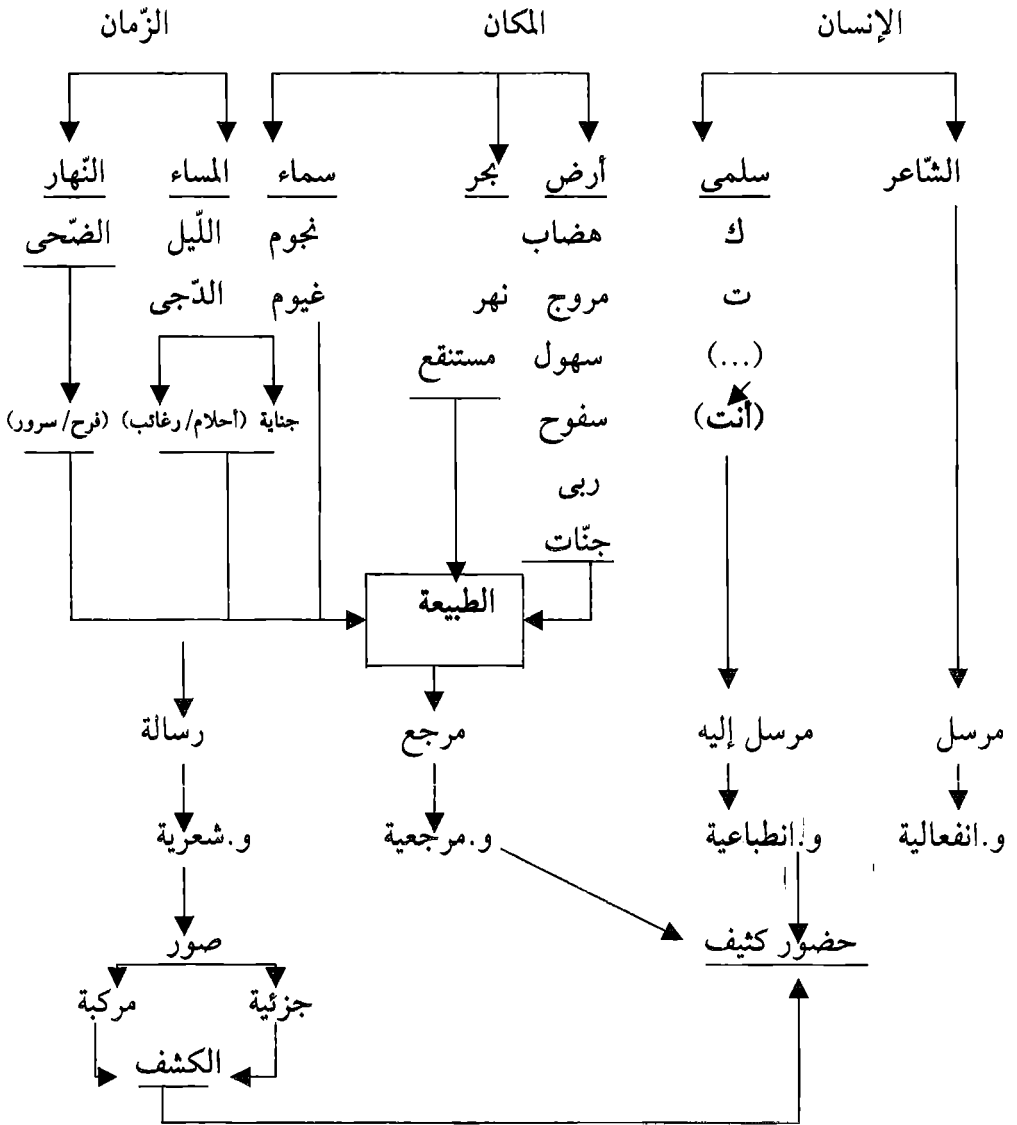 الإنسان المكان الزّمان
الشّاعر سلمى أرض بحر سماء المساء النّهار
ك هضاب نجوم اللّيل الضّحى
ت مروج نهر غيوم الدّجى
(...) سهول مستنقع
(أنت) سفوح جناية (أحلام/رغائب) (فرح/سرور)
ربى
جنّات
الطبيعة
مرسل مرسل إليه مرجع رسالة
و.انفعالية و.انطباعية و.مرجعية و.شعرية
حضور كثيف صور
جزئية مركبة
الكشف